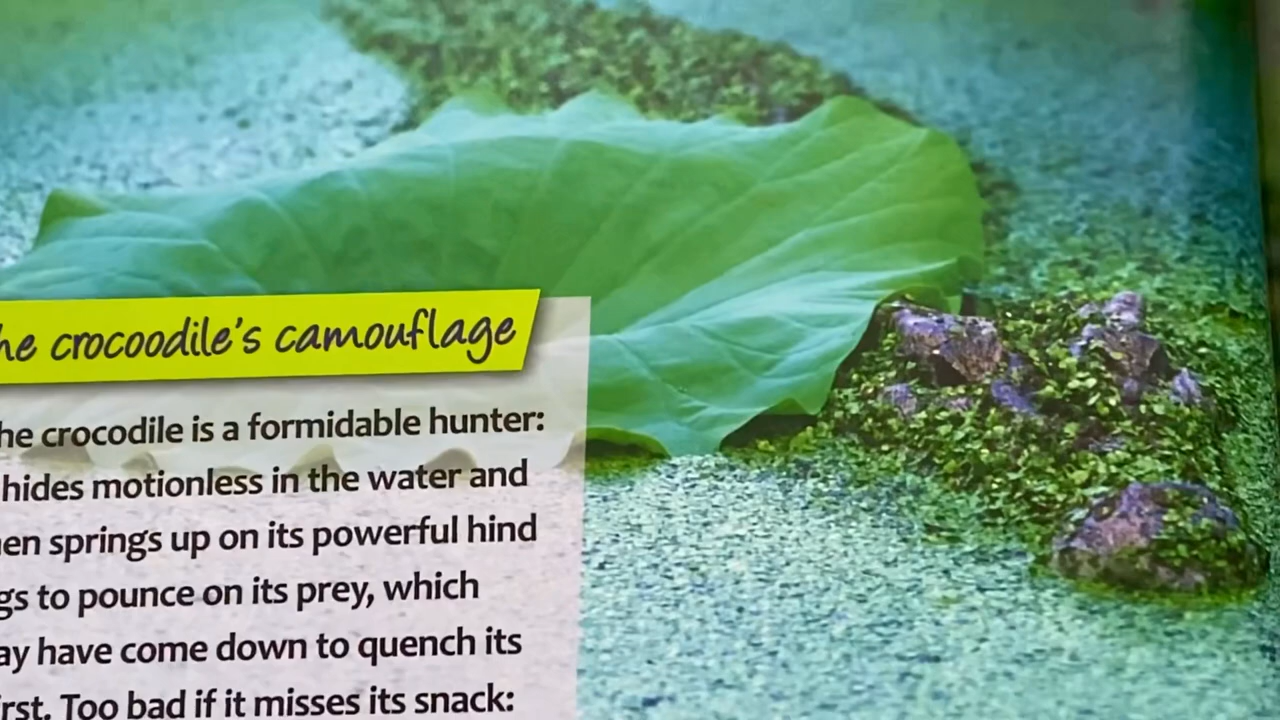 he crocoodile's camouflage
he crocodile is a formidable hunter:
hides motionless in the water and
en springs up on its powerful hind
gs to pounce on its prey, which
ay have come down to quench its
rst. Too bad if it misses its snack: